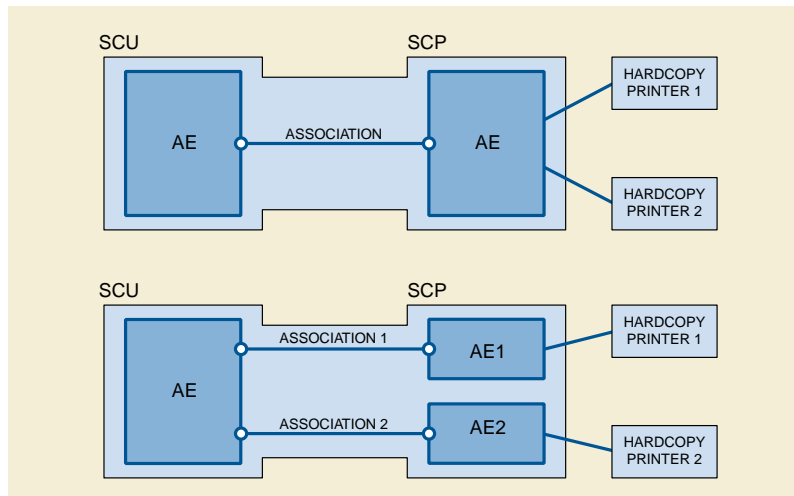 SCU
SCP
HARDCOPY
PRINTER 1
AE
ASSOCIATION
AE
HARDCOPY
PRINTER 2
SCU
SCP
HARDCOPY
PRINTER 1
ASSOCIATION 1
AE1
AE
ASSOCIATION 2
AE2
HARDCOPY
PRINTER 2